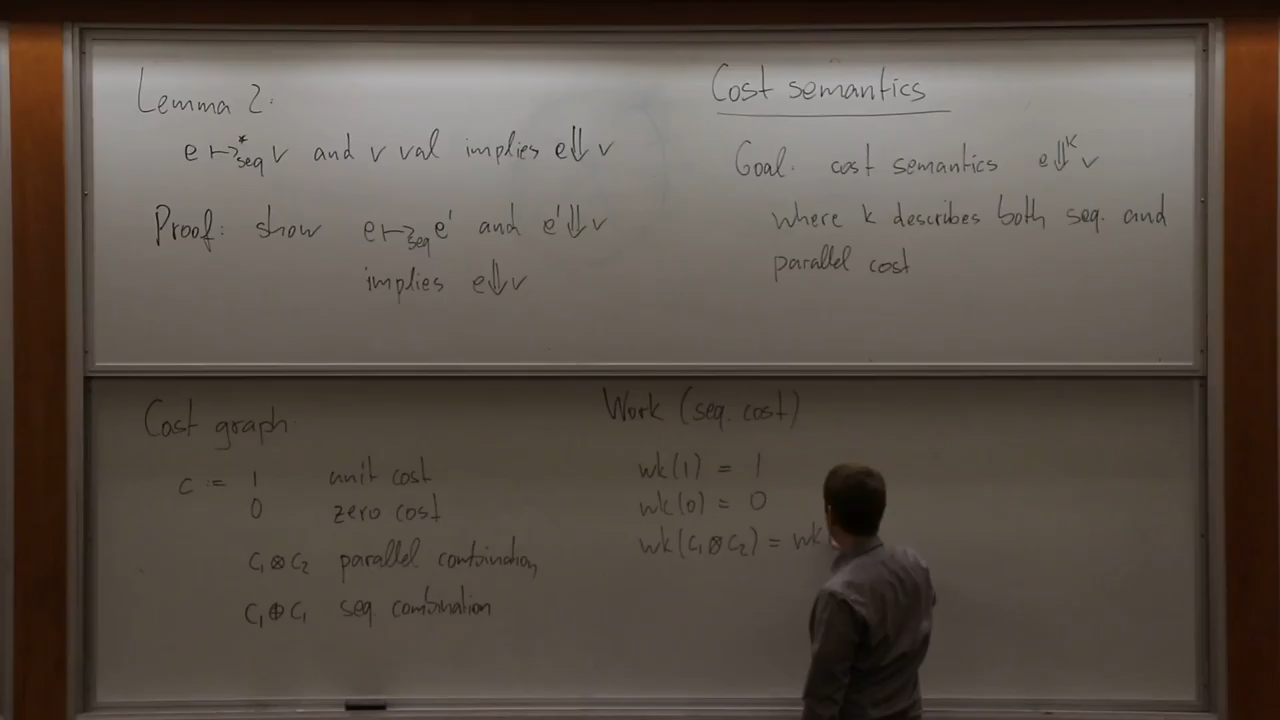 Lemma 2:
e ↦*seq v and v val implies e⇓v
Proof: show e ↦seq e' and e'⇓v
implies e⇓v
Cost semantics
Goal. cost semantics e⇓ᴷ v
where k describes both seq. and
parallel cost
Cost graph
c := 1 unit cost
0 zero cost
c₁ ⊗ c₂ parallel combination
c₁ ⊕ c₁ seq combination
Work (seq. cost)
wk(1) = 1
wk(0) = 0
wk(c₁ ⊗ c₂) = wk